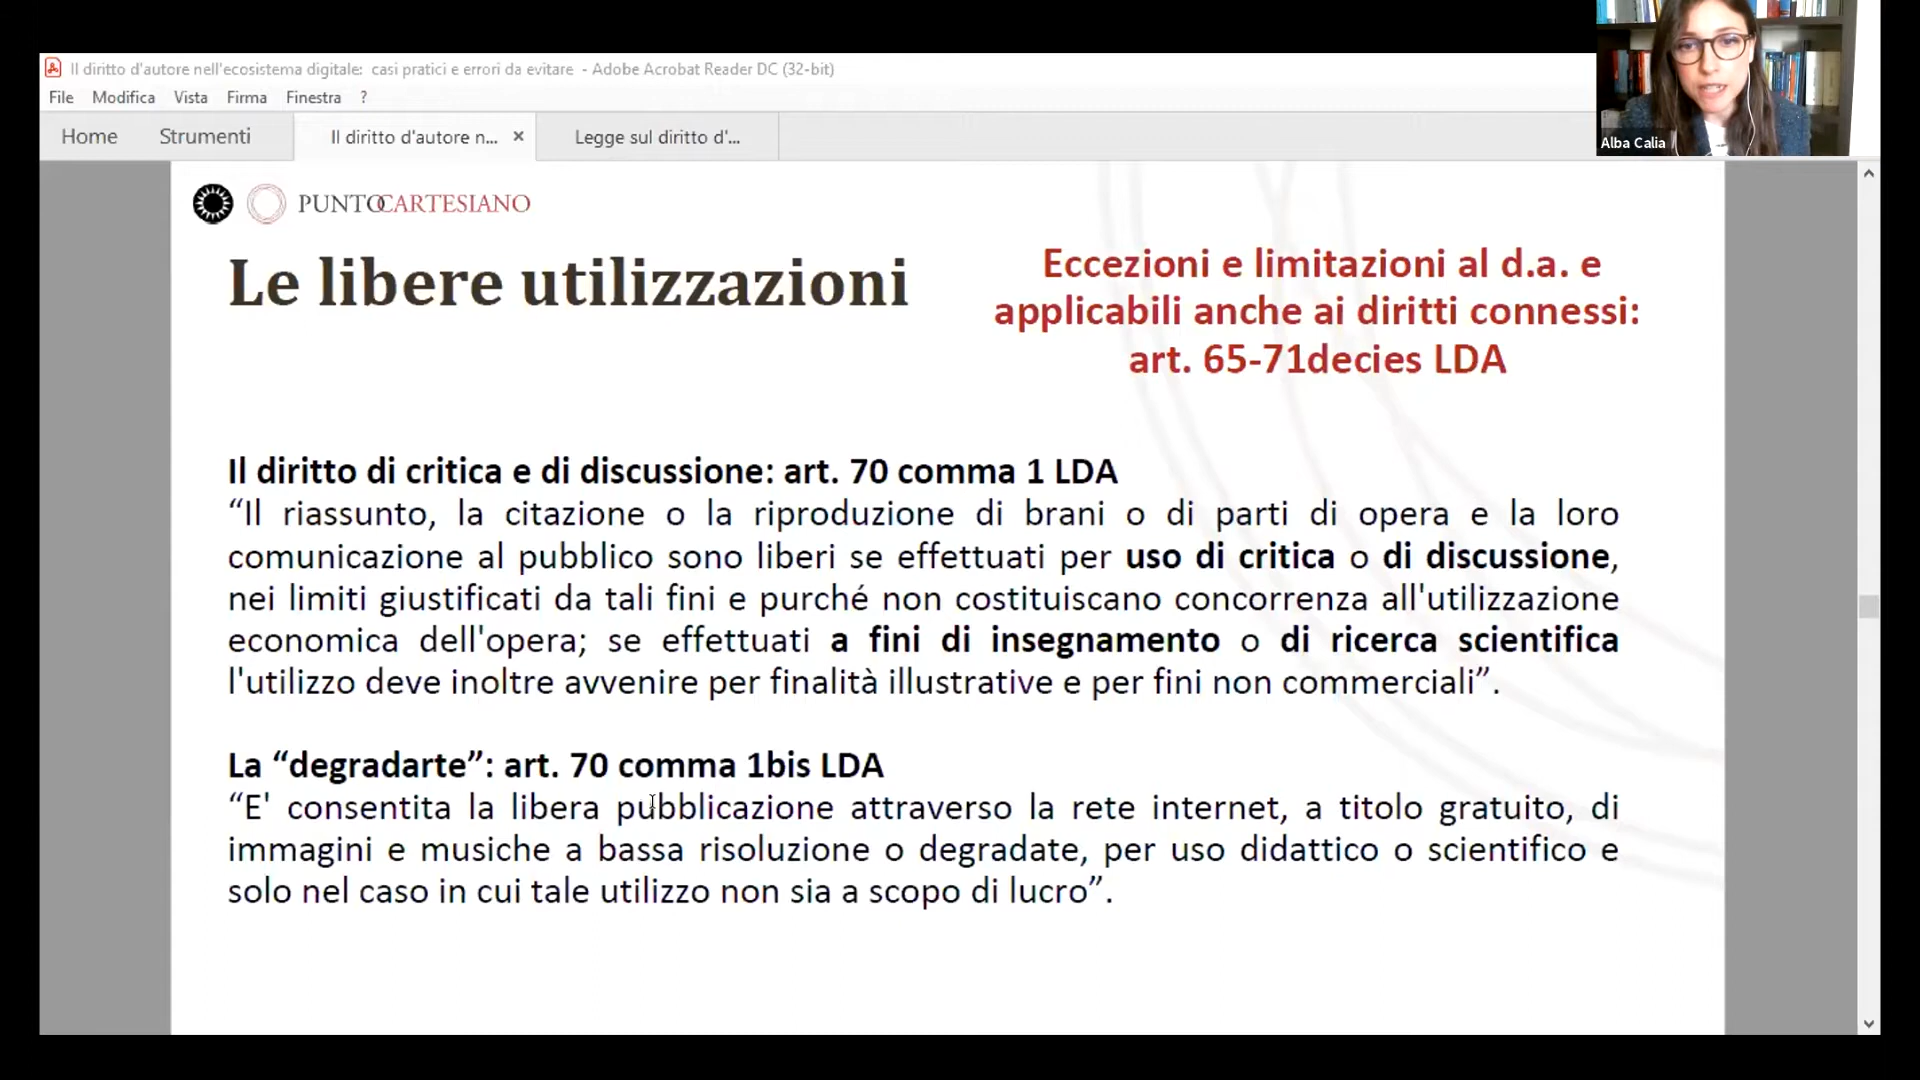 Il diritto d'autore nell'ecosistema digitale: casi pratici e errori da evitare - Adobe Acrobat Reader DC (32-bit)
File Modifica Vista Firma Finestra ?
Home Strumenti Il diritto d'autore n... × Legge sul diritto d'...
Alba Calia
PUNTOCARTESIANO
Le libere utilizzazioni
Eccezioni e limitazioni al d.a. e
applicabili anche ai diritti connessi:
art. 65-71decies LDA
Il diritto di critica e di discussione: art. 70 comma 1 LDA
“Il riassunto, la citazione o la riproduzione di brani o di parti di opera e la loro
comunicazione al pubblico sono liberi se effettuati per uso di critica o di discussione,
nei limiti giustificati da tali fini e purché non costituiscano concorrenza all'utilizzazione
economica dell'opera; se effettuati a fini di insegnamento o di ricerca scientifica
l'utilizzo deve inoltre avvenire per finalità illustrative e per fini non commerciali”.
La “degradarte”: art. 70 comma 1bis LDA
“E' consentita la libera pubblicazione attraverso la rete internet, a titolo gratuito, di
immagini e musiche a bassa risoluzione o degradate, per uso didattico o scientifico e
solo nel caso in cui tale utilizzo non sia a scopo di lucro”.